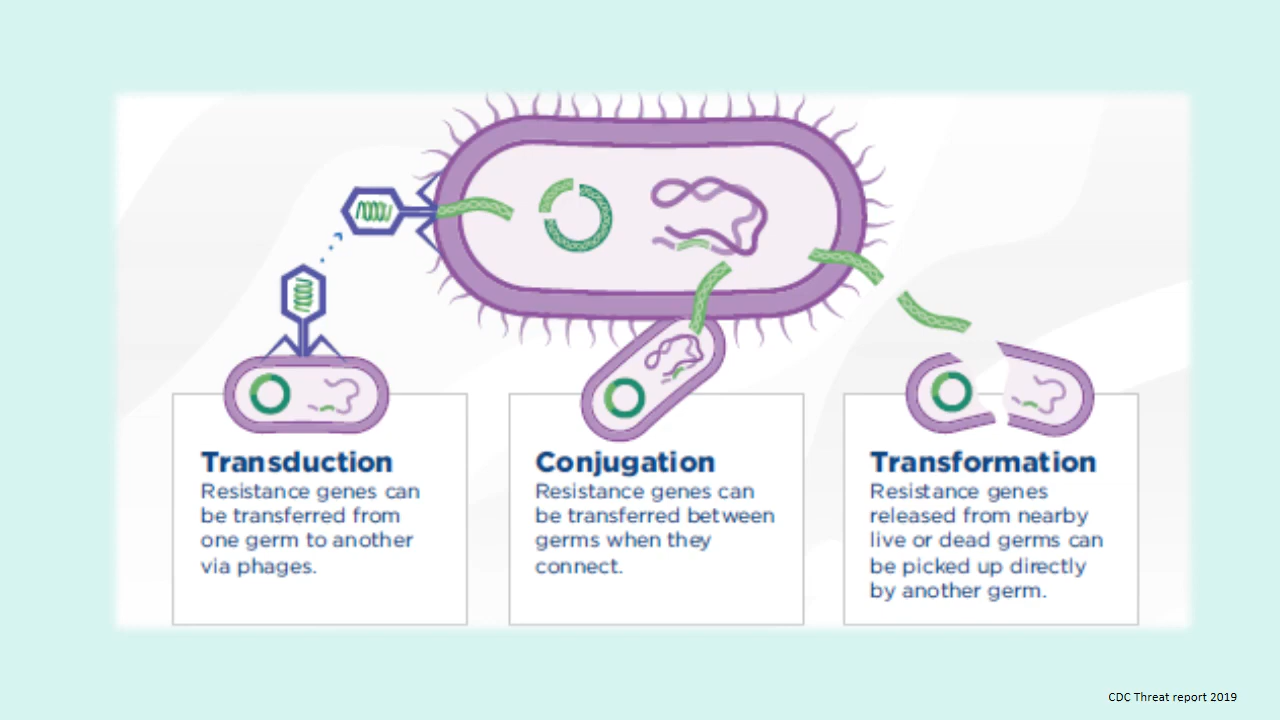 Transduction
Resistance genes can
be transferred from
one germ to another
via phages.
Conjugation
Resistance genes can
be transferred between
germs when they
connect.
Transformation
Resistance genes
released from nearby
live or dead germs can
be picked up directly
by another germ.
CDC Threat report 2019